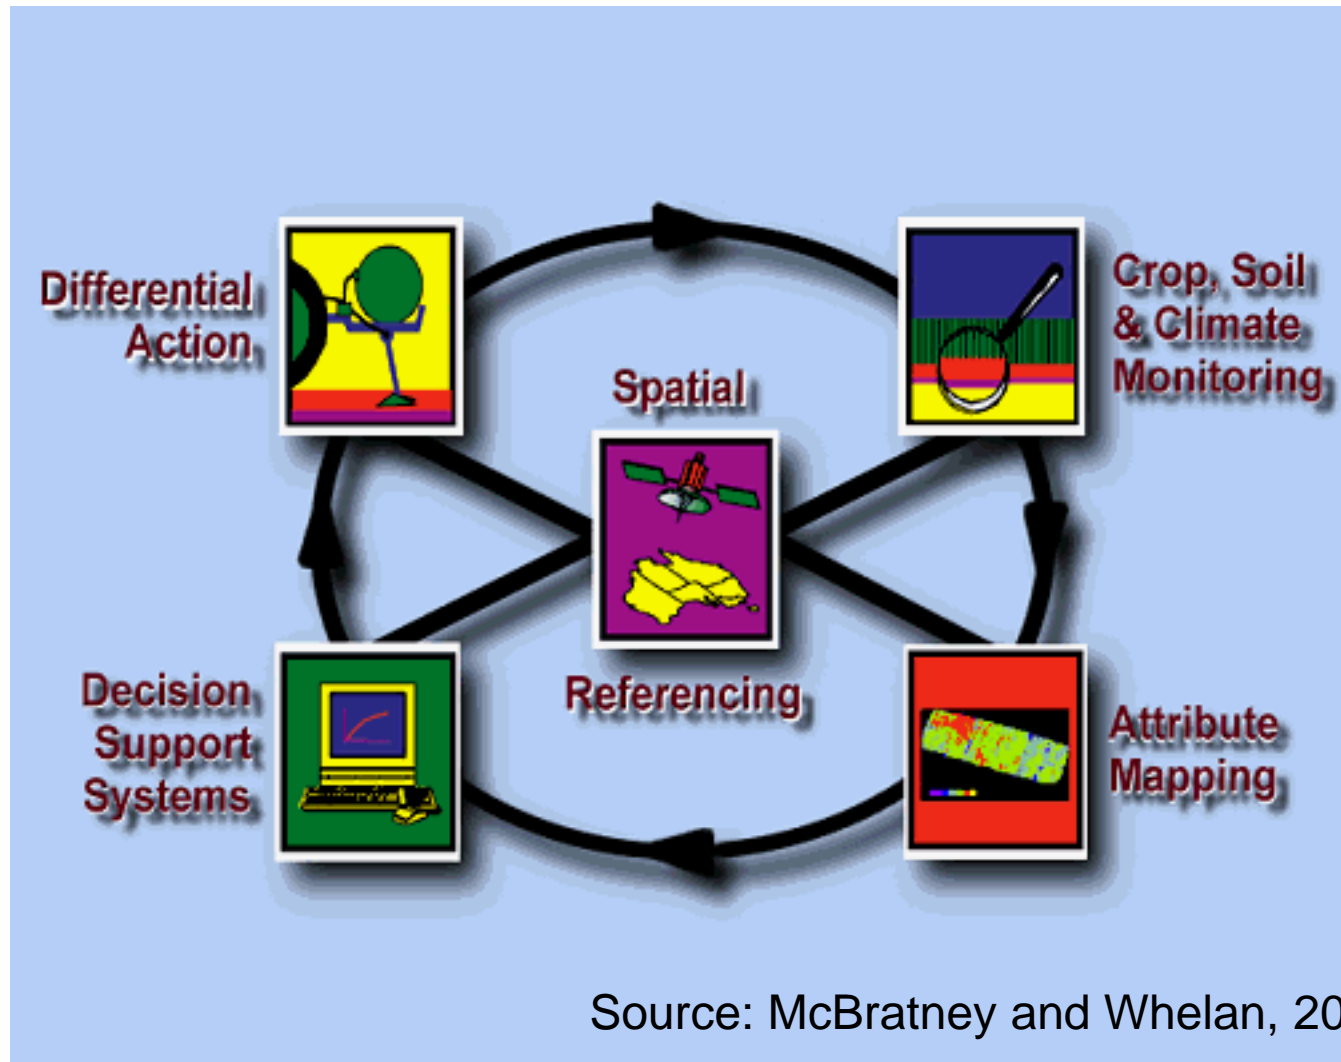 Differential
Action
Crop, Soil
& Climate
Monitoring
Spatial
Referencing
Decision
Support
Systems
Attribute
Mapping
Source: McBratney and Whelan, 20